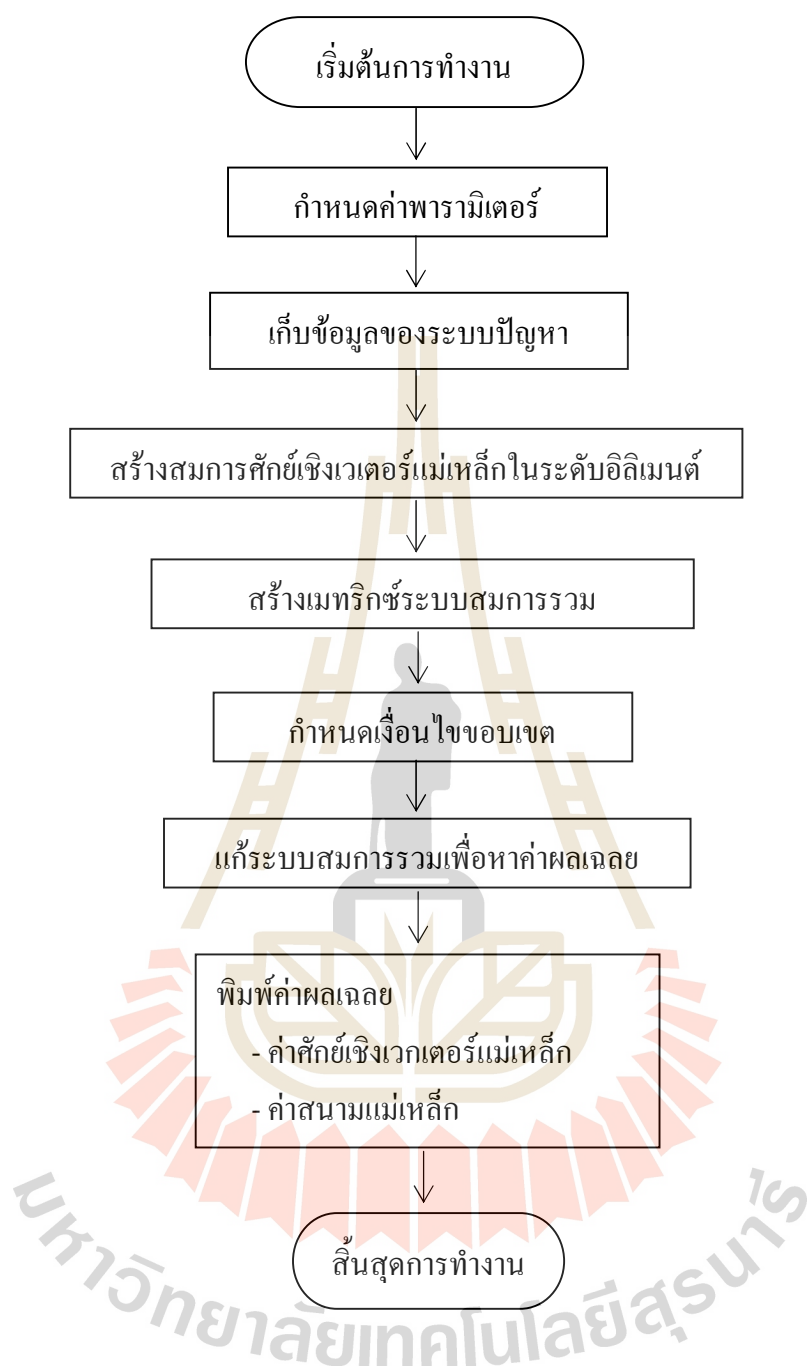 เริ่มต้นการทำงาน
กำหนดค่าพารามิเตอร์
เก็บข้อมูลของระบบปัญหา
สร้างสมการศักย์เชิงเวเตอร์แม่เหล็กในระดับอิลิเมนต์
สร้างเมทริกซ์ระบบสมการรวม
กำหนดเงื่อนไขขอบเขต
แก้ระบบสมการรวมเพื่อหาค่าผลเฉลย
พิมพ์ค่าผลเฉลย
- ค่าศักย์เชิงเวกเตอร์แม่เหล็ก
- ค่าสนามแม่เหล็ก
สิ้นสุดการทำงาน
มหาวิทยาลัยเทคโนโลยีสุรนารี